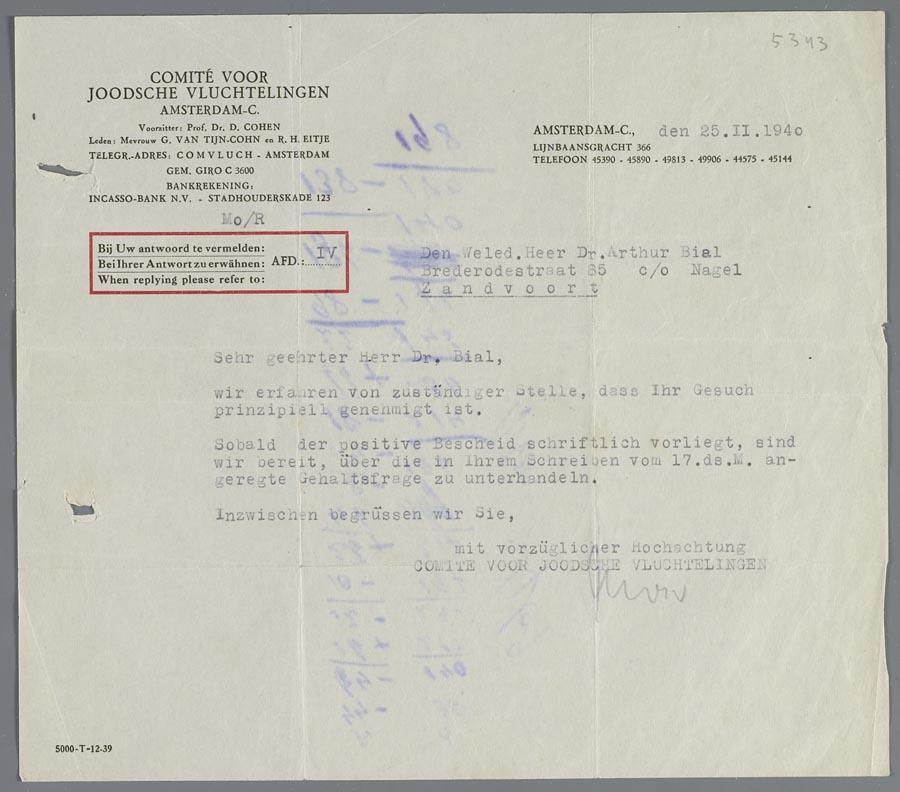 5393
COMITÉ VOOR
JOODSCHE VLUCHTELINGEN
AMSTERDAM-C.
Voorzitter: Prof. Dr. D. COHEN
Leden: Mevrouw G. VAN TIJN-COHN en R. H. EITJE
TELEGR.-ADRES: COMVLUCH - AMSTERDAM
GEM. GIRO C 3600
BANKREKENING:
INCASSO-BANK N.V. - STADHOUDERSKADE 123
Mo/R
AMSTERDAM-C., den 25.II.1940
LIJNBAANSGRACHT 366
TELEFOON 45390 - 45890 - 49813 - 49906 - 44575 - 45144
Bij Uw antwoord te vermelden:
Bei Ihrer Antwort zu erwähnen: AFD.: IV
When replying please refer to:
Den Weled.Heer Dr.Arthur Bial
Brederodestraat 85 c/o Nagel
Zandvoort
Sehr geehrter Herr Dr. Bial,
wir erfahren von zuständiger Stelle, dass Ihr Gesuch
prinzipiell genehmigt ist.
Sobald der positive Bescheid schriftlich vorliegt, sind
wir bereit, über die in Ihrem Schreiben vom 17.ds.M. an-
geregte Gehaltsfrage zu unterhandeln.
Inzwischen begrüssen wir Sie,
mit vorzüglicher Hochachtung
COMITE VOOR JOODSCHE VLUCHTELINGEN
5000-T-12-39